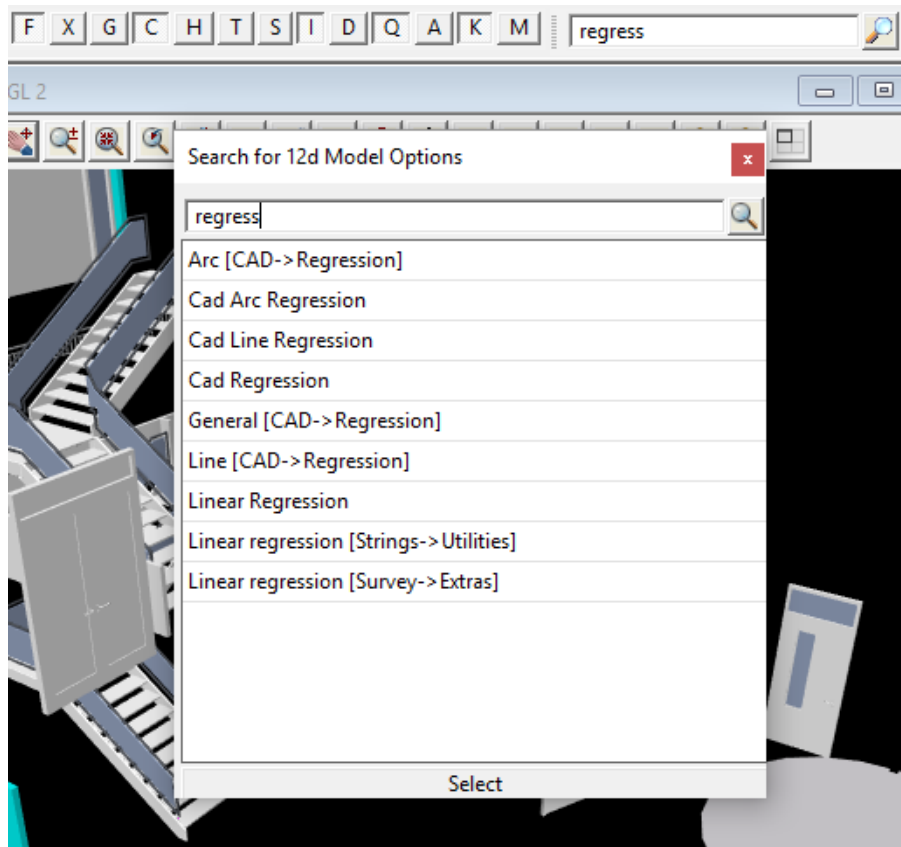 F X G C H T S I D Q A K M regress
GL 2
Search for 12d Model Options x
regress
Arc [CAD->Regression]
Cad Arc Regression
Cad Line Regression
Cad Regression
General [CAD->Regression]
Line [CAD->Regression]
Linear Regression
Linear regression [Strings->Utilities]
Linear regression [Survey->Extras]
Select